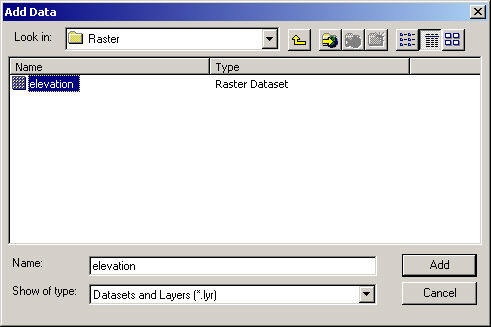 Add Data
Look in: Raster
Name Type
elevation Raster Dataset
Name: elevation Add
Show of type: Datasets and Layers (*.lyr) Cancel